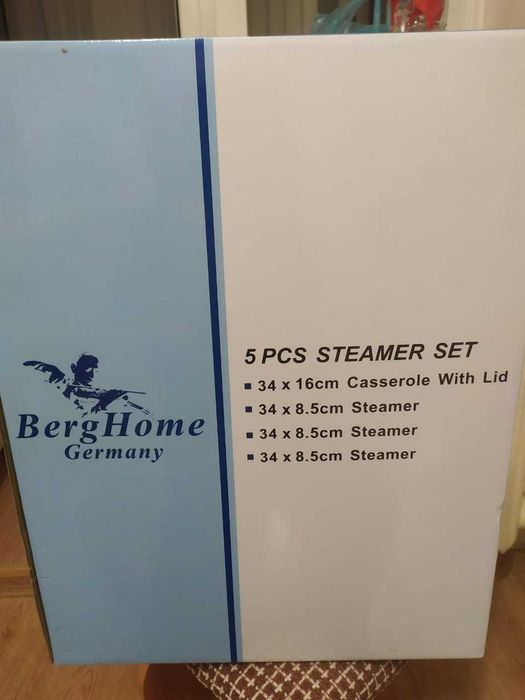 BergHome
Germany
5 PCS STEAMER SET
34 x 16cm Casserole With Lid
34 x 8.5cm Steamer
34 x 8.5cm Steamer
34 x 8.5cm Steamer